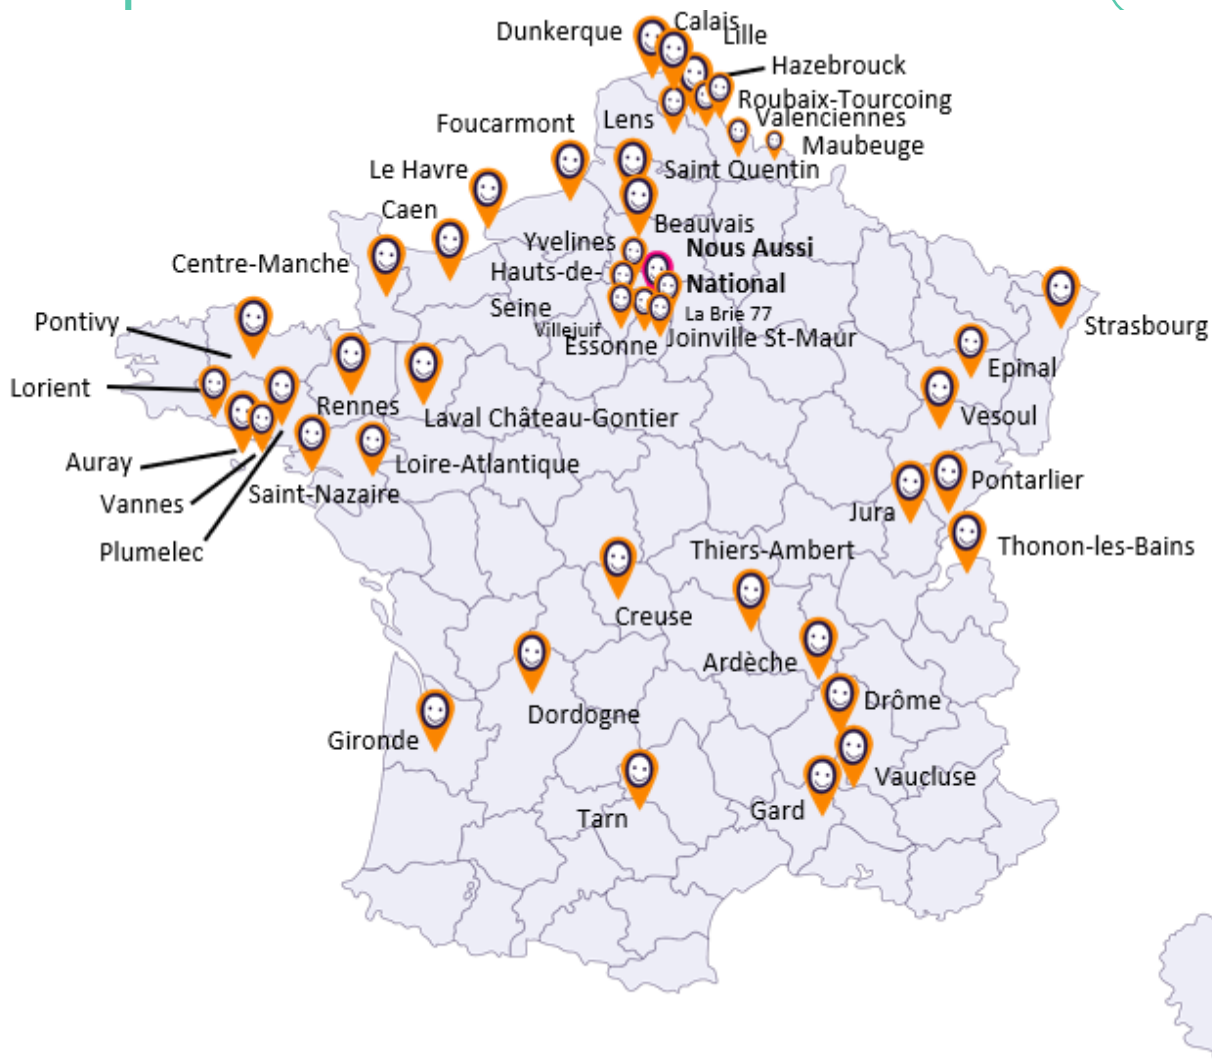 Calais
Dunkerque
Lille
Hazebrouck
Roubaix-Tourcoing
Lens
Valenciennes
Foucarmont
Maubeuge
Le Havre
Saint Quentin
Caen
Beauvais
Yvelines
Nous Aussi
National
Centre-Manche
Hauts-de-
Seine
La Brie 77
Villejuif
Joinville St-Maur
Essonne
Pontivy
Strasbourg
Epinal
Lorient
Rennes
Laval Château-Gontier
Vesoul
Auray
Loire-Atlantique
Pontarlier
Vannes
Saint-Nazaire
Jura
Plumelec
Thiers-Ambert
Thonon-les-Bains
Creuse
Ardèche
Drôme
Dordogne
Gironde
Vaucluse
Tarn
Gard